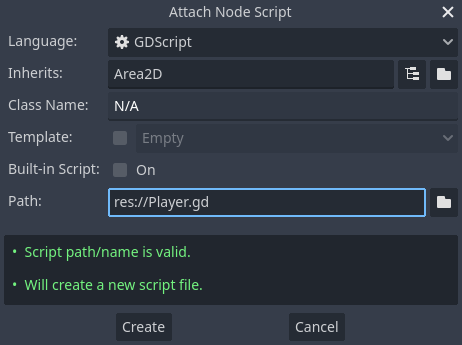 Attach Node Script
Language: GDScript
Inherits: Area2D
Class Name: N/A
Template: Empty
Built-in Script: On
Path: res://Player.gd
• Script path/name is valid.
• Will create a new script file.
Create Cancel